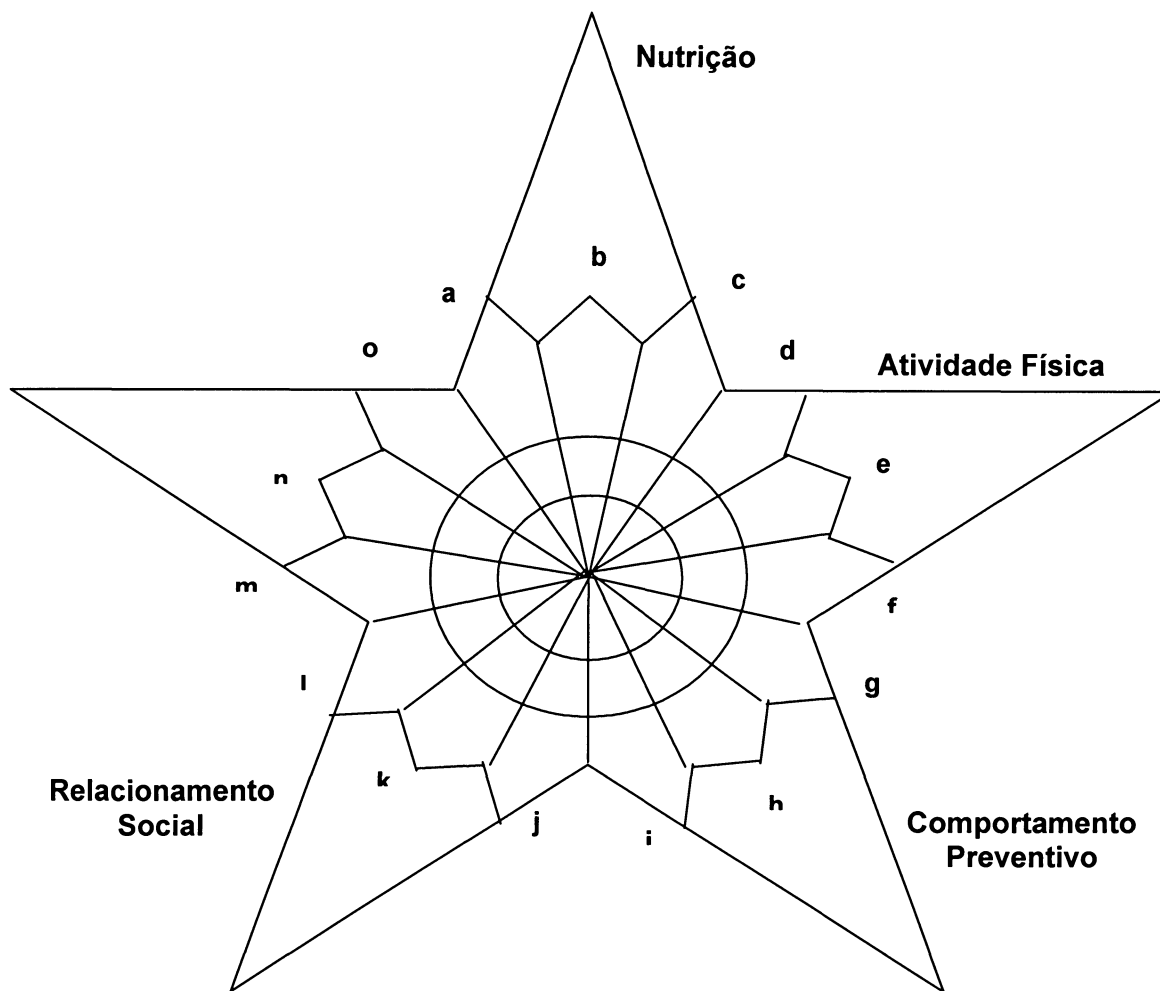 Nutrição
b
a
c
o
d
Atividade Física
e
n
m
f
l
g
Relacionamento
Social
k
j
i
h
Comportamento
Preventivo